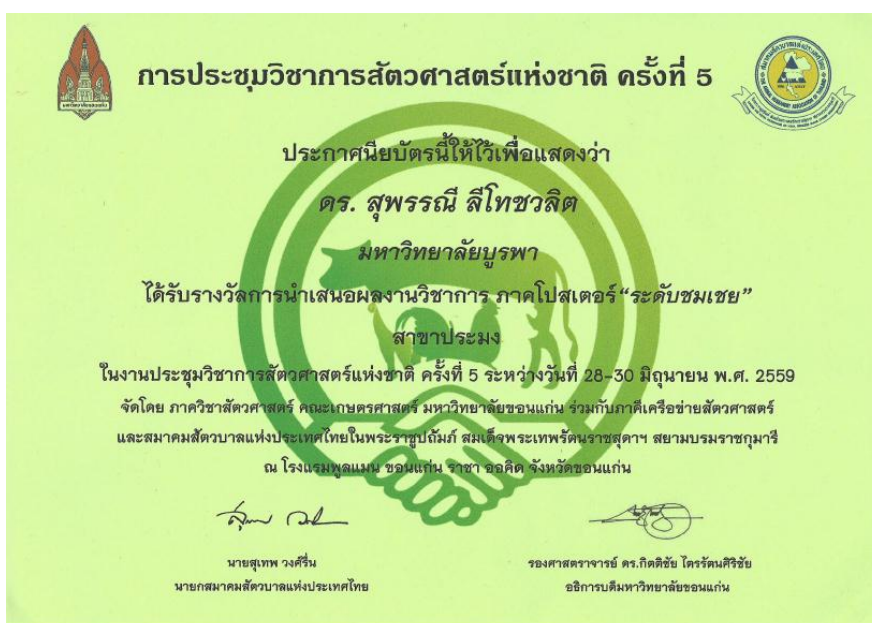 การประชุมวิชาการสัตวศาสตร์แห่งชาติ ครั้งที่ 5
มหาวิทยาลัยขอนแก่น
ประกาศนียบัตรนี้ให้ไว้เพื่อแสดงว่า
ดร. สุพรรณี ลีโทชวลิต
มหาวิทยาลัยบูรพา
ได้รับรางวัลการนำเสนอผลงานวิชาการ ภาคโปสเตอร์ “ระดับชมเชย”
สาขาประมง
ในงานประชุมวิชาการสัตวศาสตร์แห่งชาติ ครั้งที่ 5 ระหว่างวันที่ 28-30 มิถุนายน พ.ศ. 2559
จัดโดย ภาควิชาสัตวศาสตร์ คณะเกษตรศาสตร์ มหาวิทยาลัยขอนแก่น ร่วมกับภาคีเครือข่ายสัตวศาสตร์
และสมาคมสัตวบาลแห่งประเทศไทยในพระราชูปถัมภ์ สมเด็จพระเทพรัตนราชสุดาฯ สยามบรมราชกุมารี
ณ โรงแรมพูลแมน ขอนแก่น ราชา ออคิด จังหวัดขอนแก่น
นายสุเทพ วงศ์รื่น
นายกสมาคมสัตวบาลแห่งประเทศไทย
รองศาสตราจารย์ ดร.กิตติชัย ไตรรัตนศิริชัย
อธิการบดีมหาวิทยาลัยขอนแก่น